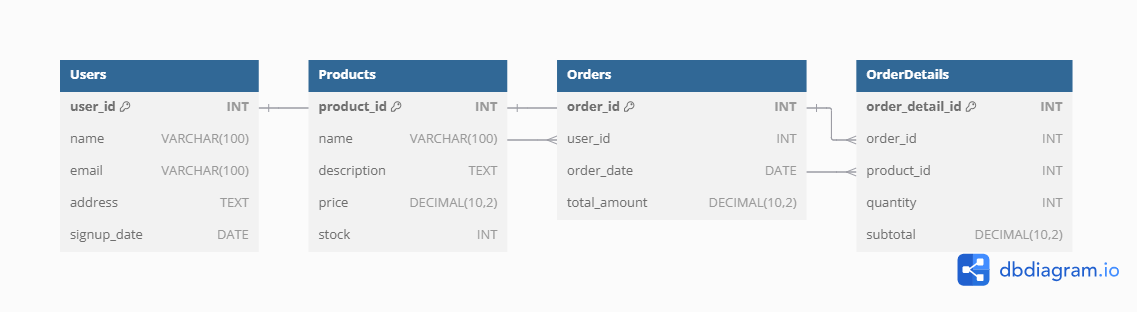 Users
user_id INT
name VARCHAR(100)
email VARCHAR(100)
address TEXT
signup_date DATE
Products
product_id INT
name VARCHAR(100)
description TEXT
price DECIMAL(10,2)
stock INT
Orders
order_id INT
user_id INT
order_date DATE
total_amount DECIMAL(10,2)
OrderDetails
order_detail_id INT
order_id INT
product_id INT
quantity INT
subtotal DECIMAL(10,2)
dbdiagram.io